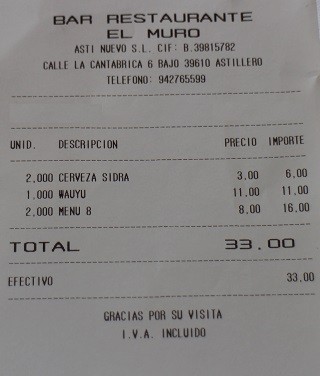 BAR RESTAURANTE
EL MURO
ASTI NUEVO S.L. CIF: B.39815782
CALLE LA CANTABRICA 6 BAJO 39610 ASTILLERO
TELEFONO: 942765599
UNID. DESCRIPCION PRECIO IMPORTE
2,000 CERVEZA SIDRA 3,00 6,00
1.000 WAUYU 11,00 11,00
2.000 MENU 8 8,00 16,00
TOTAL 33,00
EFECTIVO 33,00
GRACIAS POR SU VISITA
I.V.A. INCLUIDO